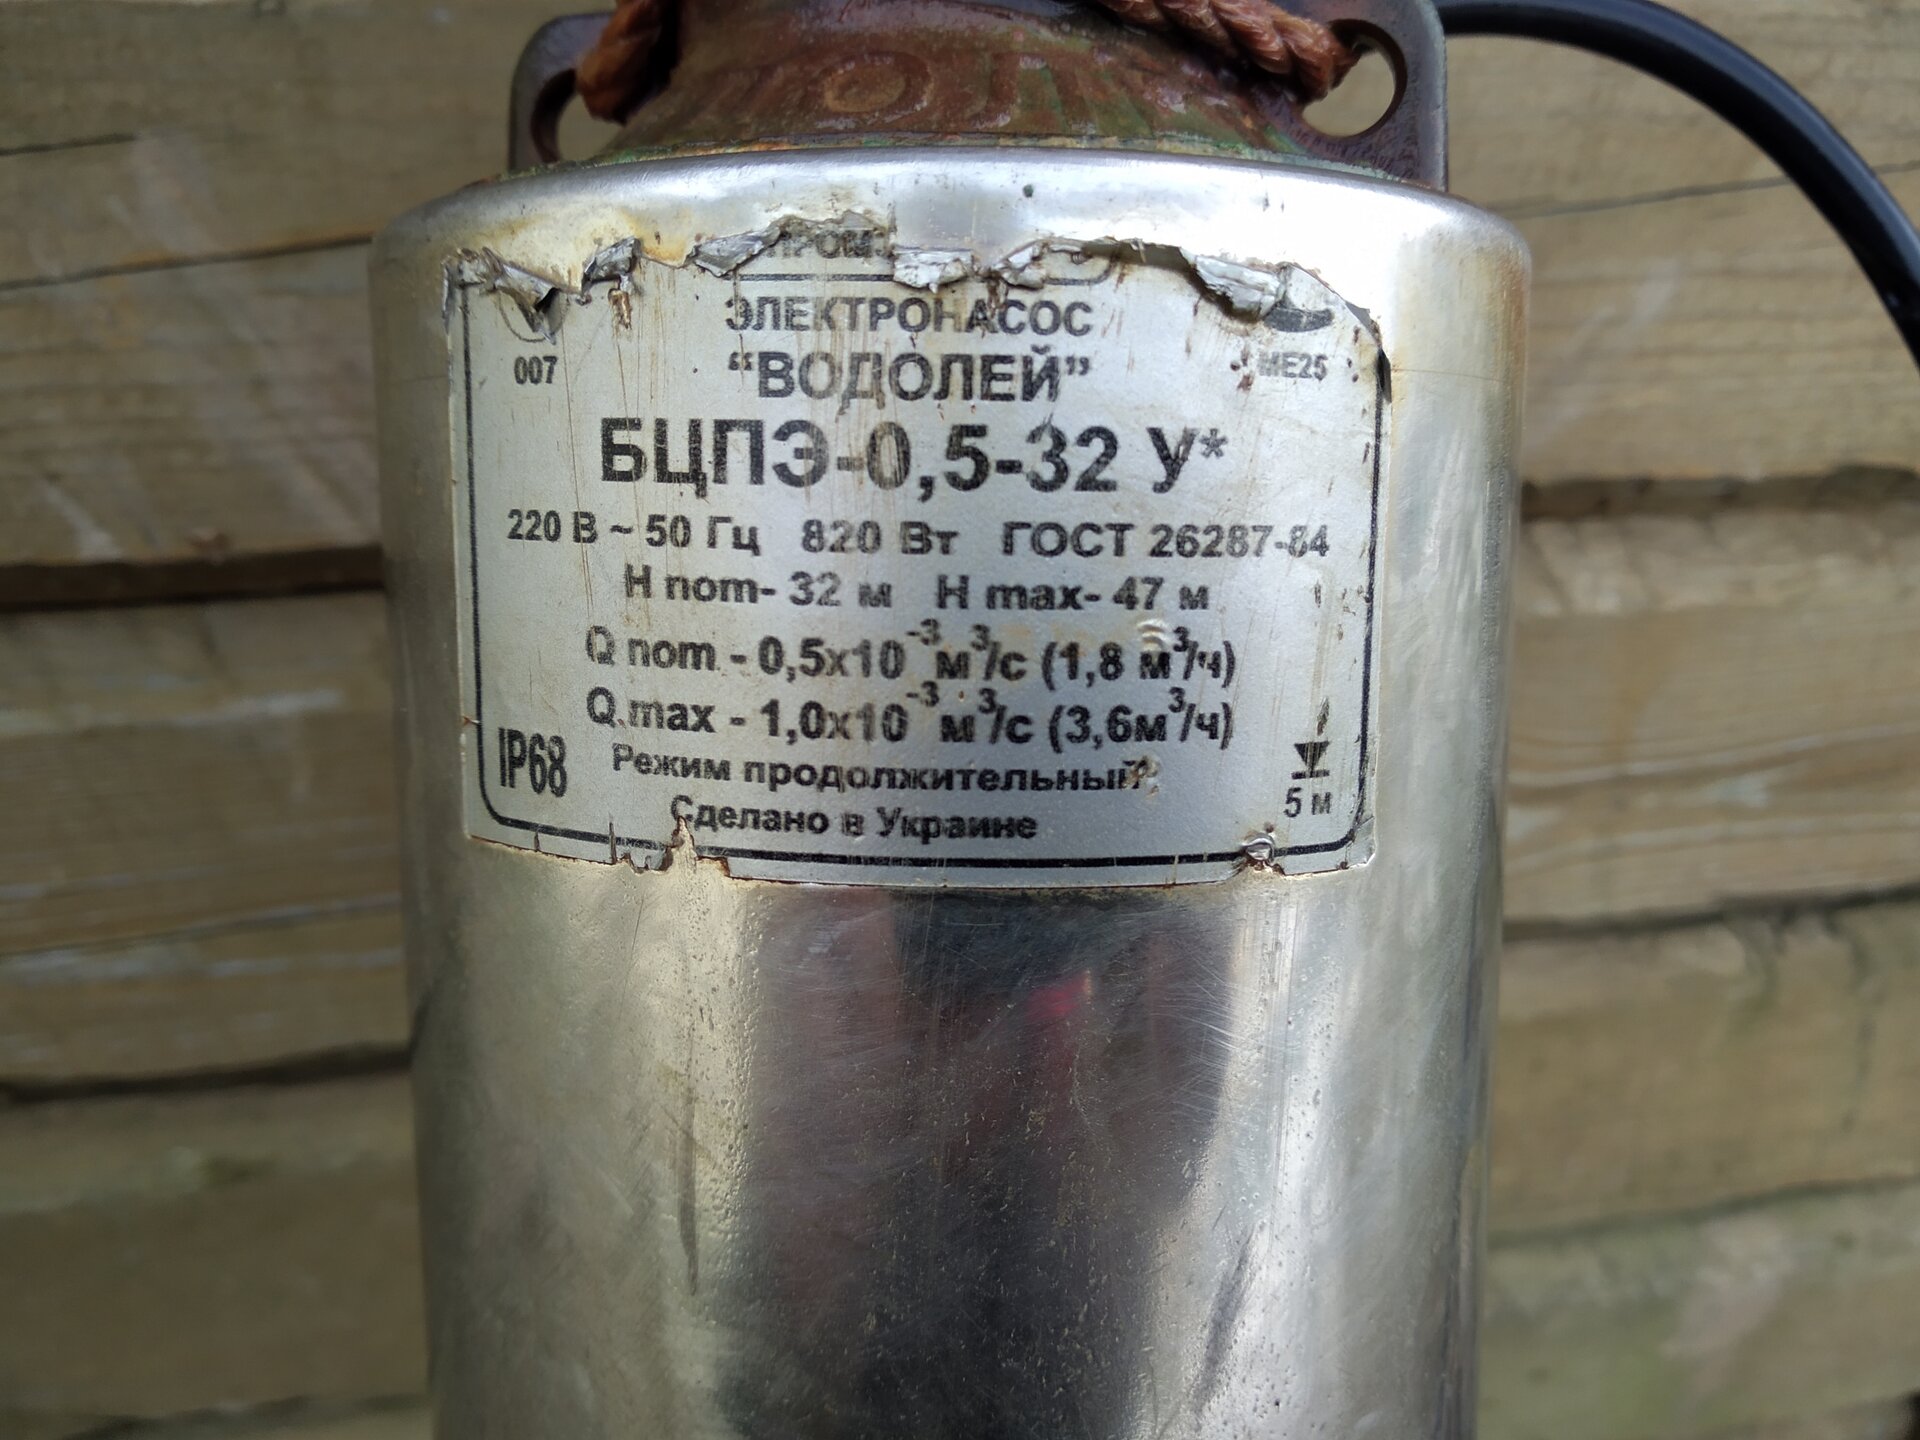 ПРОМ
ЭЛЕКТРОНАСОС
007 “ВОДОЛЕЙ” МЕ25
БЦПЭ-0,5-32 У*
220 В ~ 50 Гц 820 Вт ГОСТ 26287-84
H nom- 32 м H max- 47 м
Q nom - 0,5x10⁻³ м³/с (1,8 м³/ч)
Q max - 1,0x10⁻³ м³/с (3,6м³/ч)
IP68 Режим продолжительный
Сделано в Украине 5 м